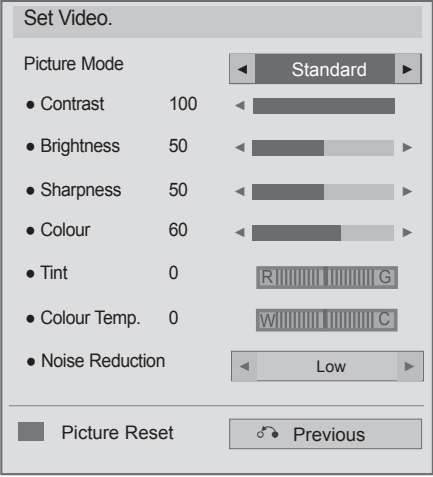 Set Video.
Picture Mode ◄ Standard ►
● Contrast 100 ◄
● Brightness 50 ◄ ►
● Sharpness 50 ◄ ►
● Colour 60 ◄ ►
● Tint 0 R G
● Colour Temp. 0 W C
● Noise Reduction ◄ Low ►
Picture Reset Previous